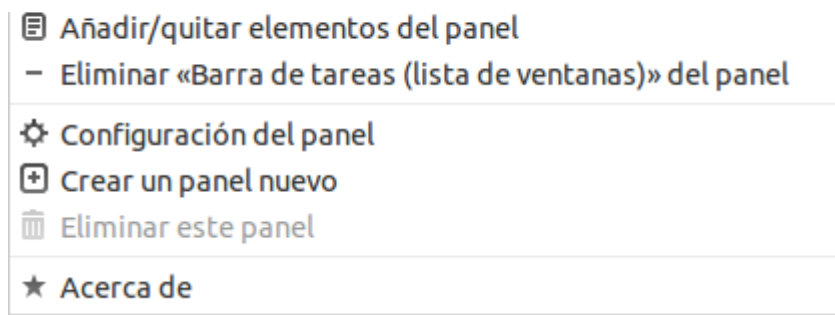 Añadir/quitar elementos del panel
Eliminar «Barra de tareas (lista de ventanas)» del panel
Configuración del panel
Crear un panel nuevo
Eliminar este panel
Acerca de